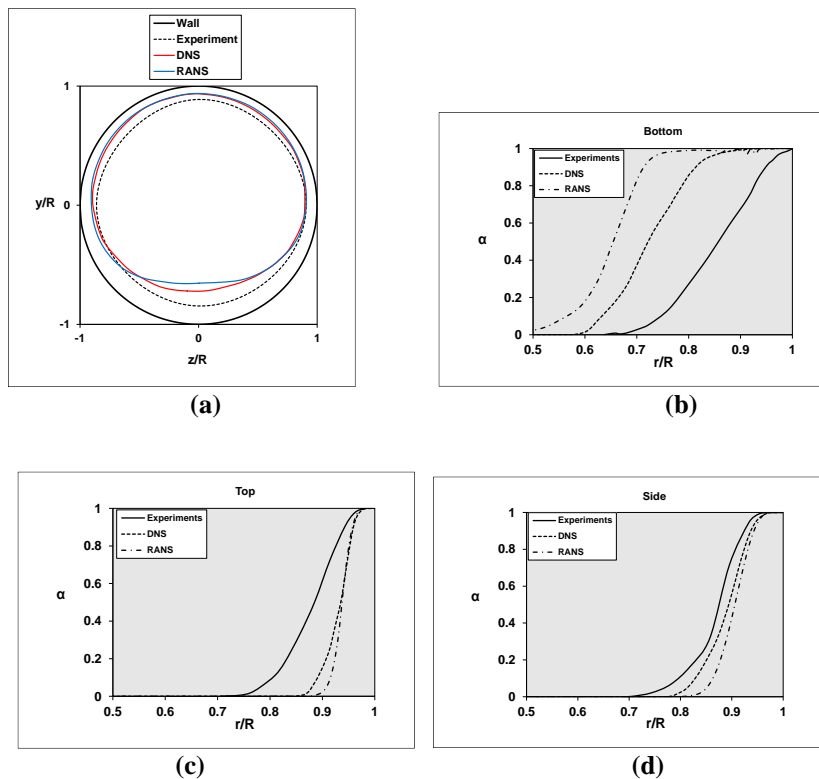 Wall
Experiment
DNS
RANS
1
y/R
0
-1
-1
0
1
z/R
(a)
Bottom
1
0.8
0.6
α
0.4
0.2
0
Experiments
DNS
RANS
0.5 0.6 0.7 0.8 0.9 1
r/R
(b)
Top
1
0.8
0.6
α
0.4
0.2
0
Experiments
DNS
RANS
0.5 0.6 0.7 0.8 0.9 1
r/R
(c)
Side
1
0.8
0.6
α
0.4
0.2
0
Experiments
DNS
RANS
0.5 0.6 0.7 0.8 0.9 1
r/R
(d)